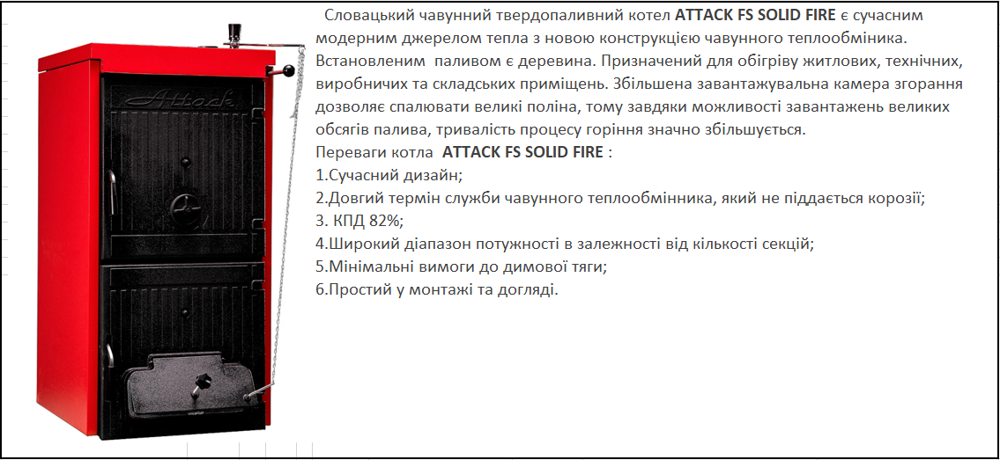 Attack
Словацький чавунний твердопаливний котел ATTACK FS SOLID FIRE є сучасним
модерним джерелом тепла з новою конструкцією чавунного теплообміника.
Встановленим паливом є деревина. Призначений для обігріву житлових, технічних,
виробничих та складських приміщень. Збільшена завантажувальна камера згорання
дозволяє спалювати великі поліна, тому завдяки можливості завантажень великих
обсягів палива, тривалість процесу горіння значно збільшується.
Переваги котла ATTACK FS SOLID FIRE :
1.Сучасний дизайн;
2.Довгий термін служби чавунного теплообмінника, який не піддається корозії;
3. КПД 82%;
4.Широкий діапазон потужності в залежності від кількості секцій;
5.Мінімальні вимоги до димової тяги;
6.Простий у монтажі та догляді.